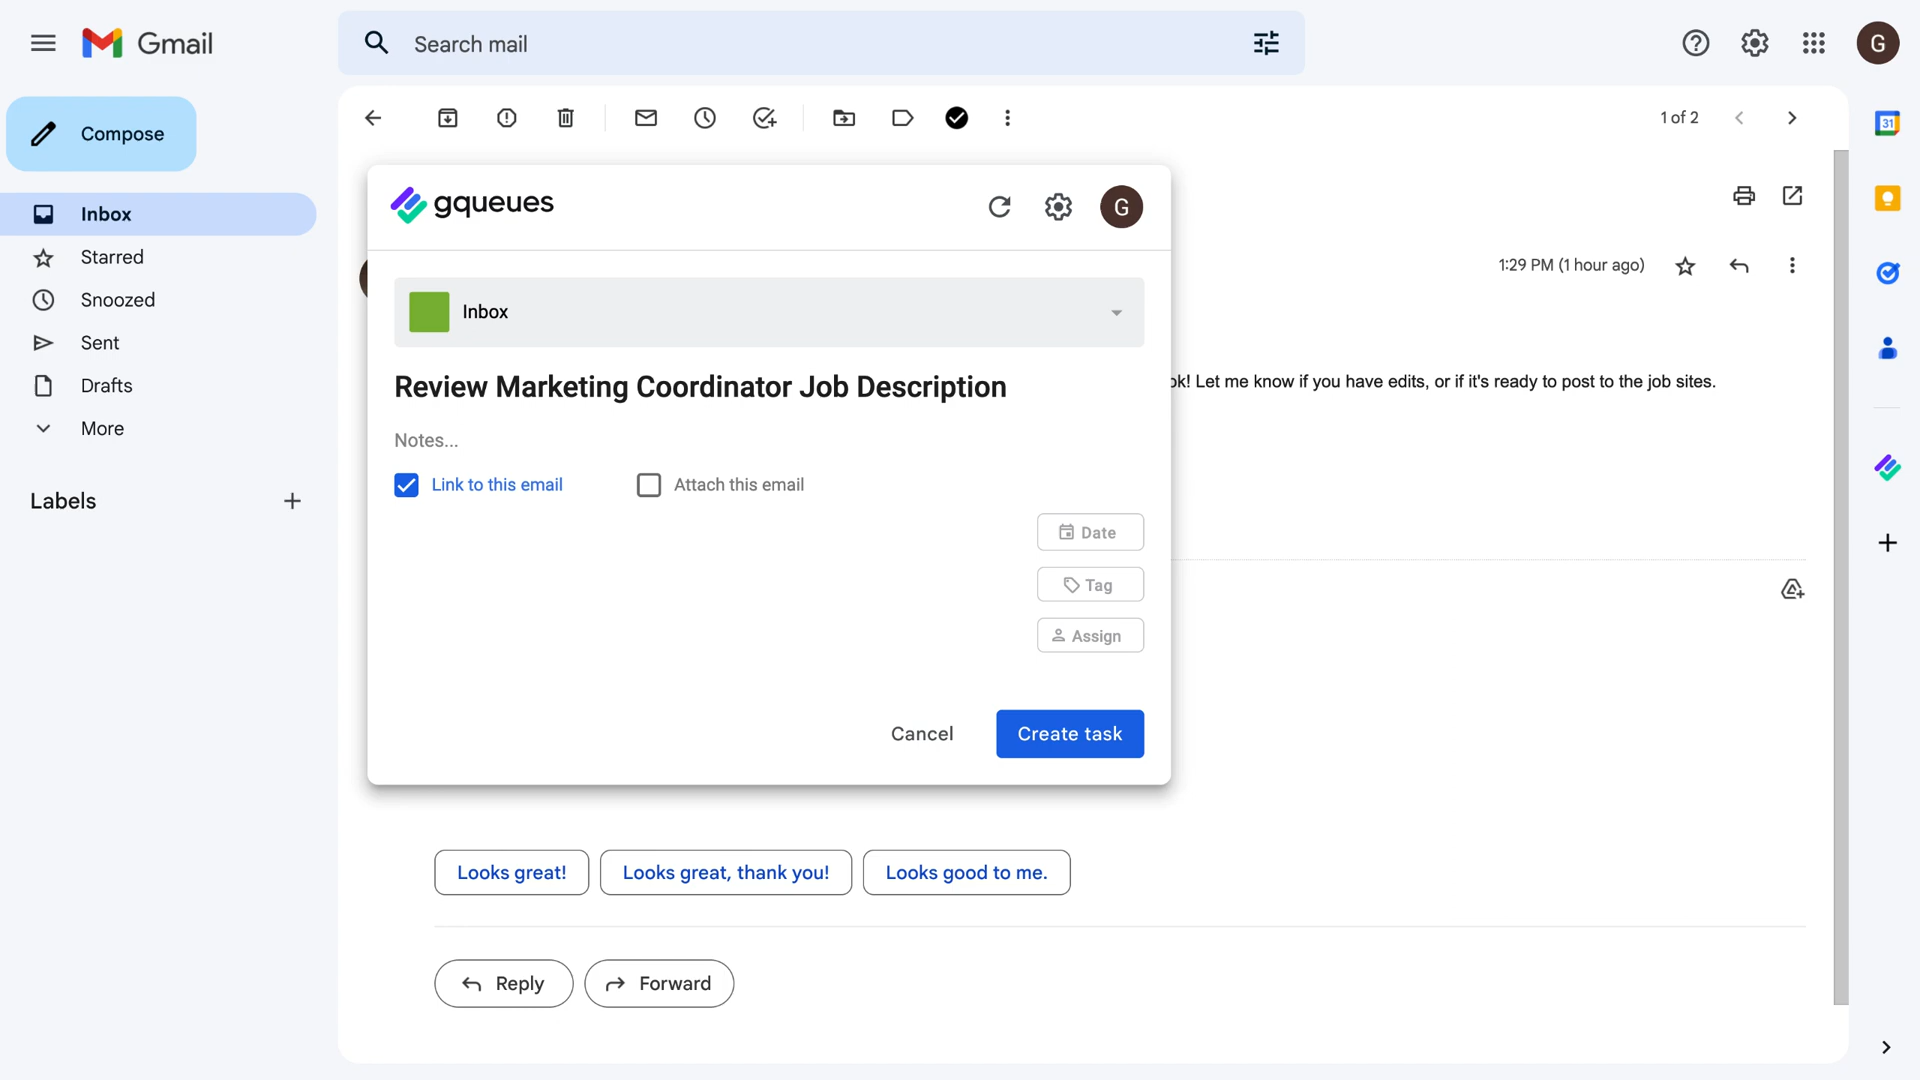 Gmail
Search mail
G
Compose
1 of 2
31
Inbox
Starred
Snoozed
Sent
Drafts
More
Labels
gqueues
G
1:29 PM (1 hour ago)
Inbox
Review Marketing Coordinator Job Description
ok! Let me know if you have edits, or if it's ready to post to the job sites.
Notes...
Link to this email
Attach this email
Date
Tag
Assign
Cancel
Create task
Looks great!
Looks great, thank you!
Looks good to me.
Reply
Forward